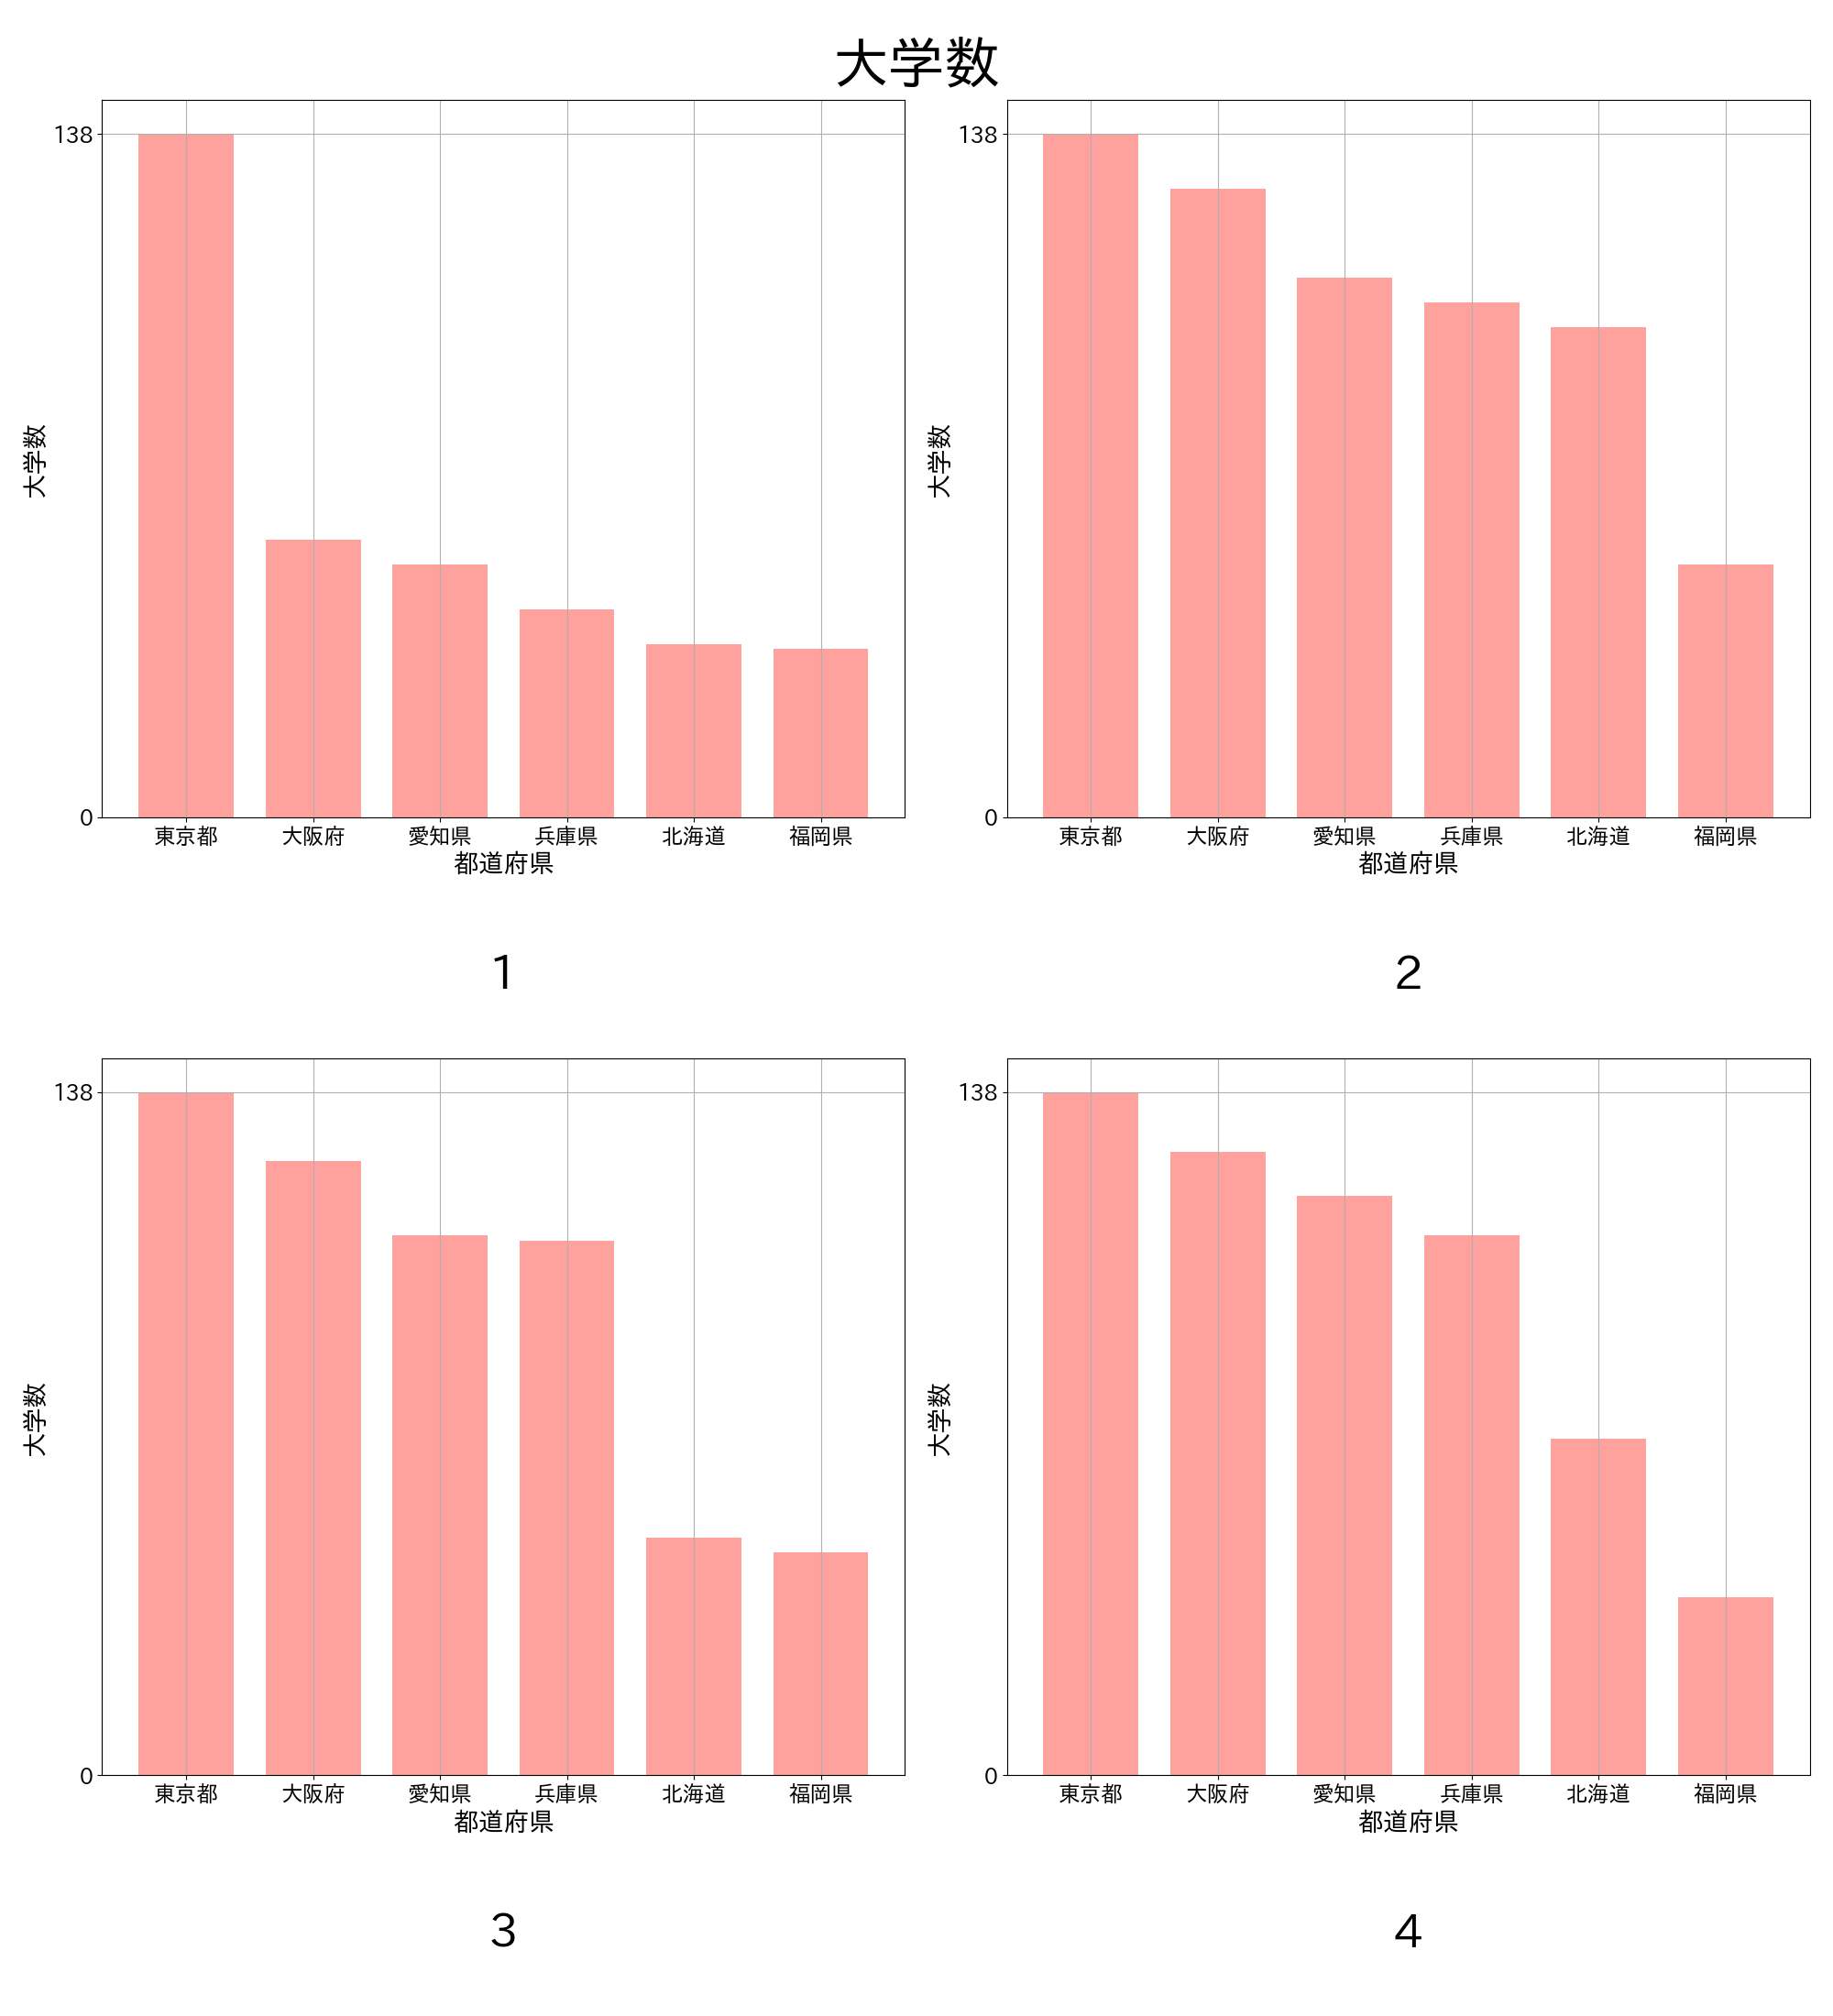 大学数
138
0
大学数
東京都 大阪府 愛知県 兵庫県 北海道 福岡県
都道府県
1
138
0
大学数
東京都 大阪府 愛知県 兵庫県 北海道 福岡県
都道府県
2
138
0
大学数
東京都 大阪府 愛知県 兵庫県 北海道 福岡県
都道府県
3
138
0
大学数
東京都 大阪府 愛知県 兵庫県 北海道 福岡県
都道府県
4